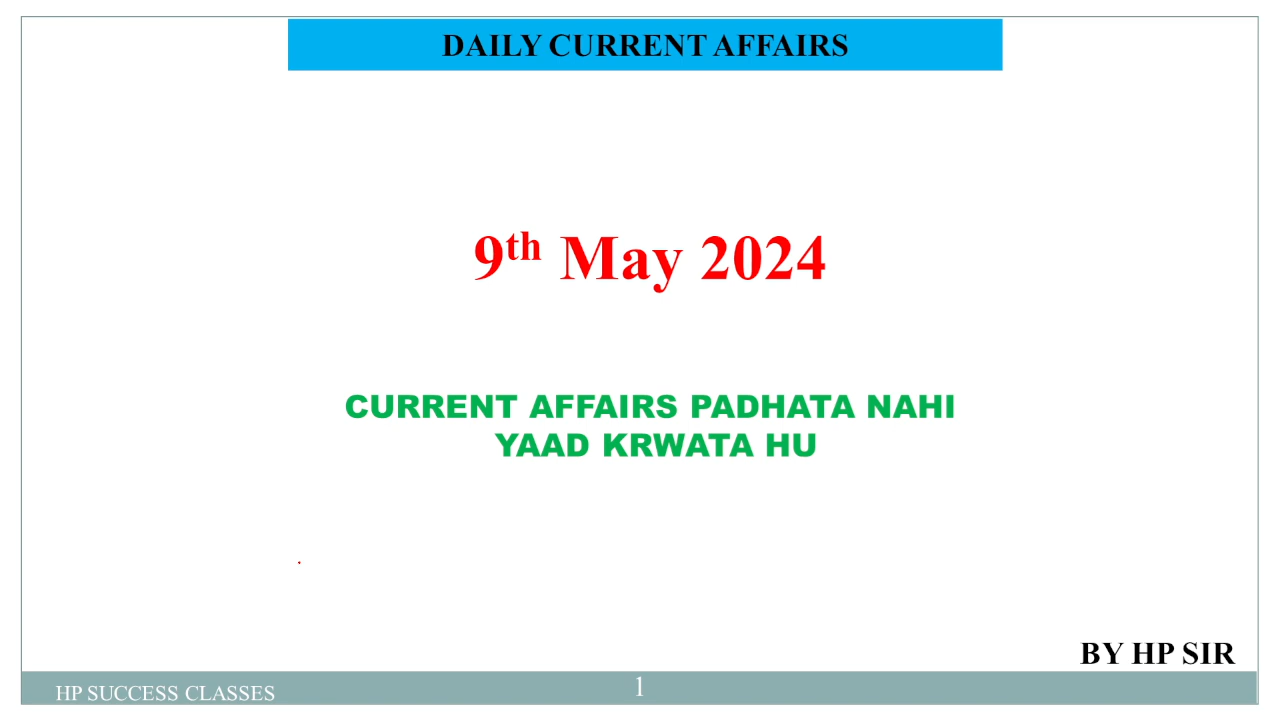 DAILY CURRENT AFFAIRS
9th May 2024
CURRENT AFFAIRS PADHATA NAHI
YAAD KRWATA HU
BY HP SIR
HP SUCCESS CLASSES
1